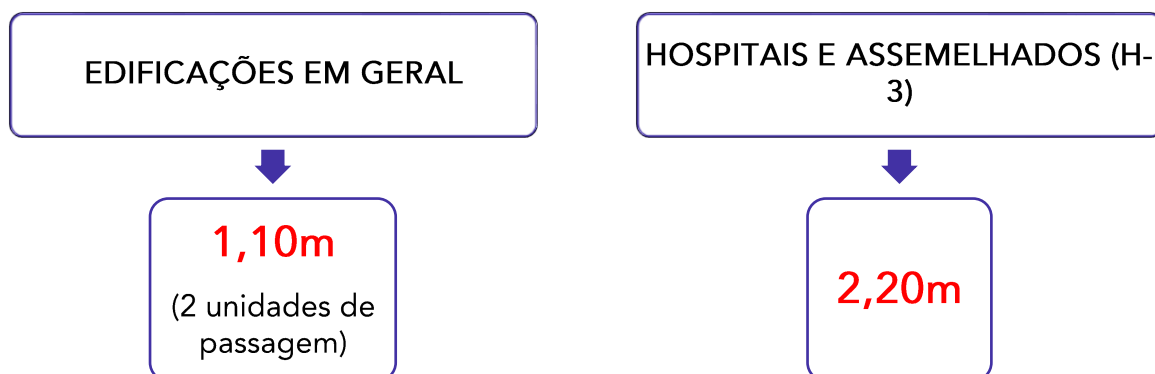 EDIFICAÇÕES EM GERAL
HOSPITAIS E ASSEMELHADOS (H-
3)
1,10m
(2 unidades de
passagem)
2,20m